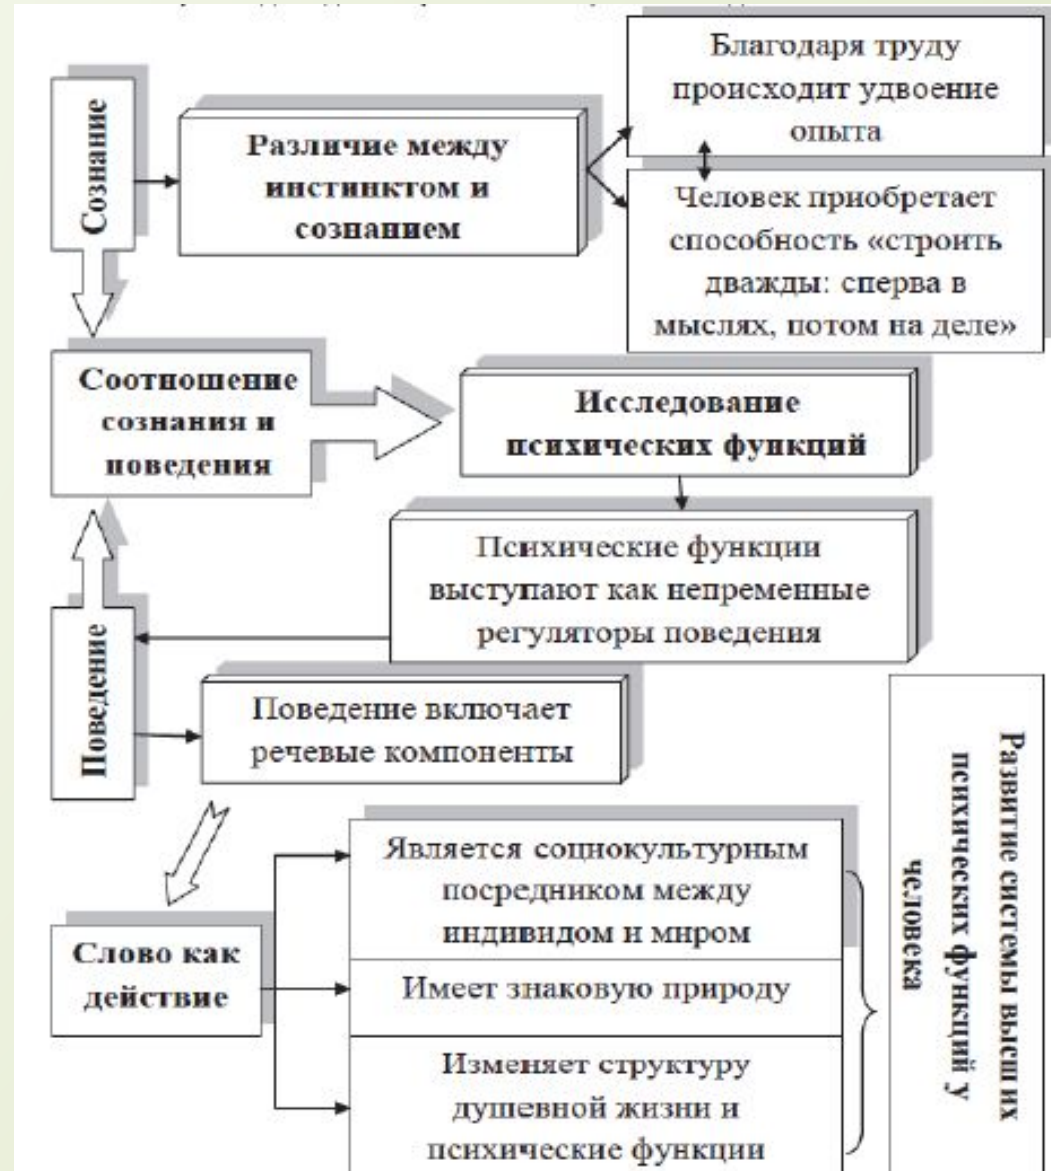 Сознание
Различие между
инстинктом и
сознанием
Благодаря труду
происходит удвоение
опыта
Человек приобретает
способность «строить
дважды: сперва в
мыслях, потом на деле»
Соотношение
сознания и
поведения
Исследование
психических функций
Психические функции
выступают как непременные
регуляторы поведения
Поведение
Поведение включает
речевые компоненты
Слово как
действие
Является социокультурным
посредником между
индивидом и миром
Имеет знаковую природу
Изменяет структуру
душевной жизни и
психические функции
Развитие системы высших
психических функций у
человека